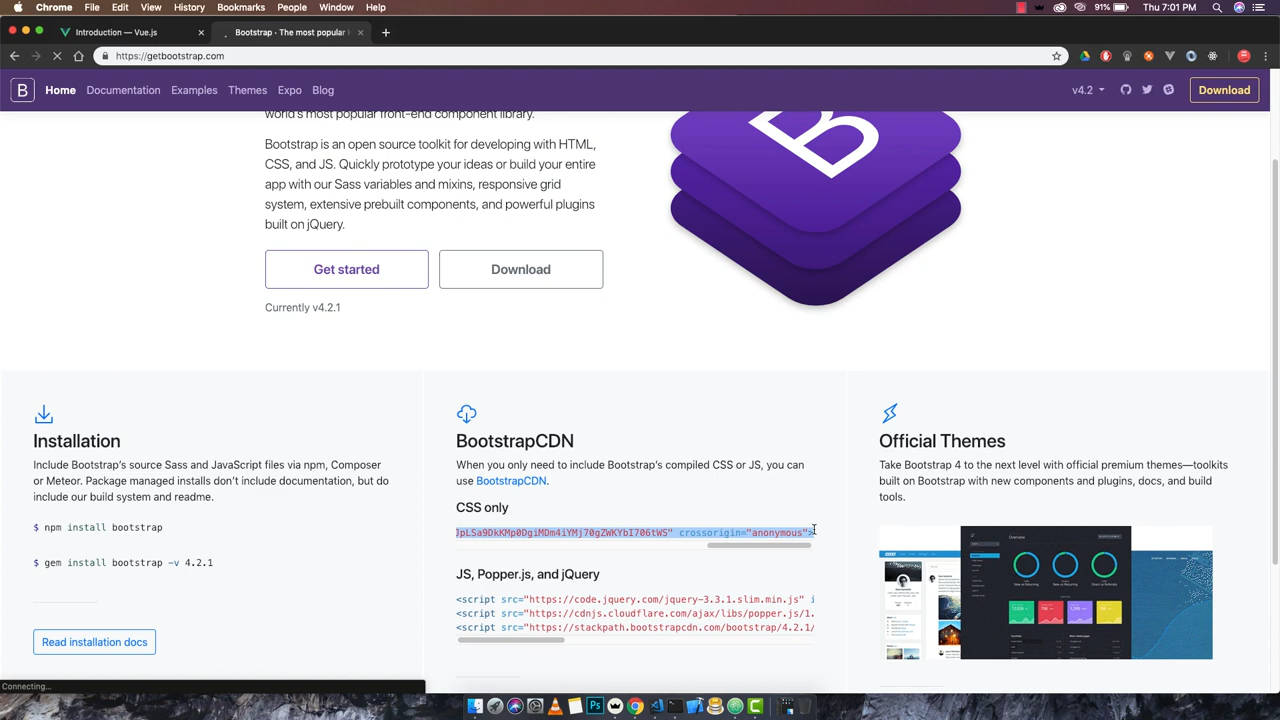 Chrome File Edit View History Bookmarks People Window Help 91% Thu 7:01 PM
Introduction — Vue.js Bootstrap · The most popular
https://getbootstrap.com
B Home Documentation Examples Themes Expo Blog v4.2 Download
world's most popular front-end component library.
Bootstrap is an open source toolkit for developing with HTML,
CSS, and JS. Quickly prototype your ideas or build your entire
app with our Sass variables and mixins, responsive grid
system, extensive prebuilt components, and powerful plugins
built on jQuery.
Get started Download
Currently v4.2.1
Installation
Include Bootstrap's source Sass and JavaScript files via npm, Composer
or Meteor. Package managed installs don't include documentation, but do
include our build system and readme.
$ npm install bootstrap
$ gem install bootstrap -v 4.2.1
Read installation docs
BootstrapCDN
When you only need to include Bootstrap's compiled CSS or JS, you can
use BootstrapCDN.
CSS only
crossorigin="anonymous">
JS, Popper.js, and jQuery
<script src="https://code.jquery.com/jquery-3.3.1.slim.min.js"
<script src="https://cdnjs.cloudflare.com/ajax/libs/popper.js/1.
<script src="https://stackpath.bootstrapcdn.com/bootstrap/4.2.1/
Official Themes
Take Bootstrap 4 to the next level with official premium themes—toolkits
built on Bootstrap with new components and plugins, docs, and build
tools.
Overview
Connecting...